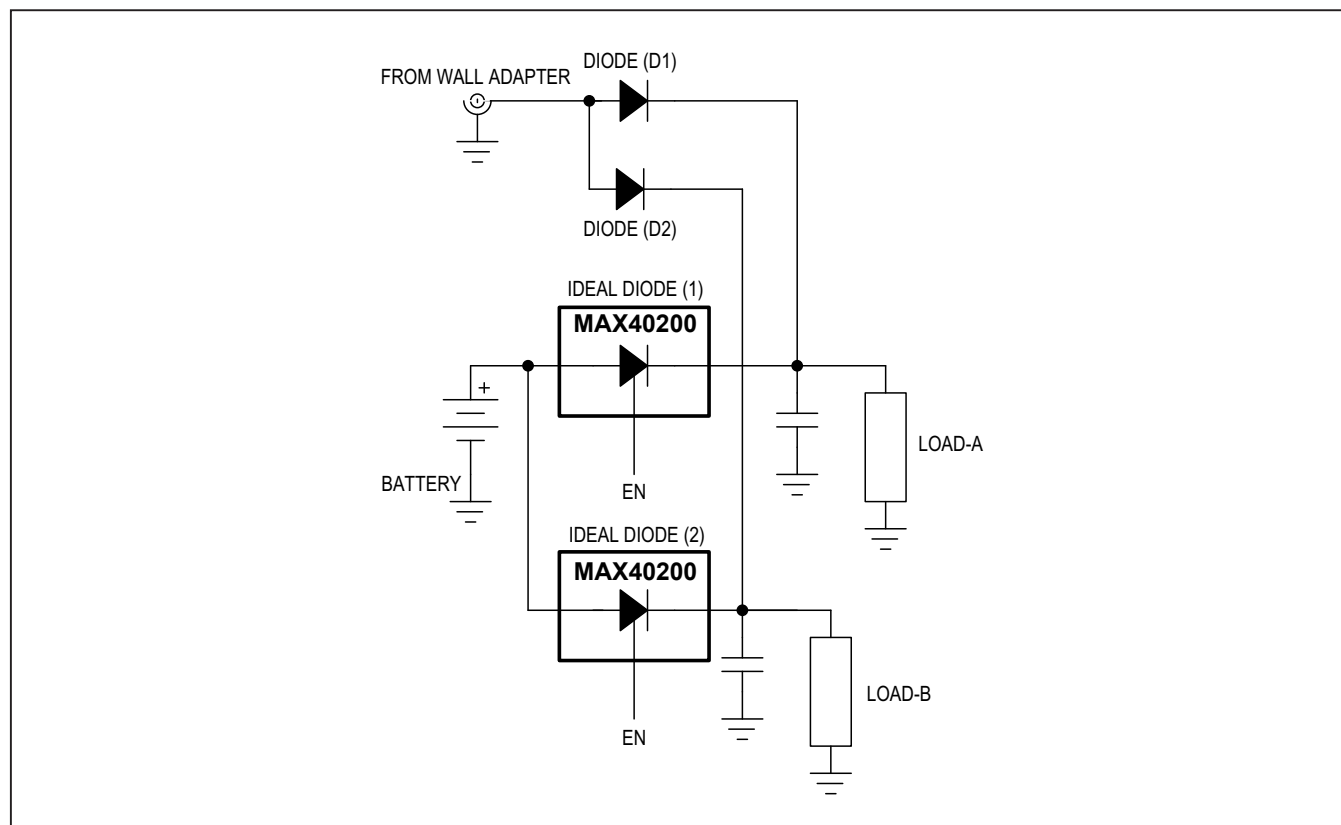 DIODE (D1)
FROM WALL ADAPTER
DIODE (D2)
IDEAL DIODE (1)
MAX40200
+
BATTERY
EN
LOAD-A
IDEAL DIODE (2)
MAX40200
EN
LOAD-B